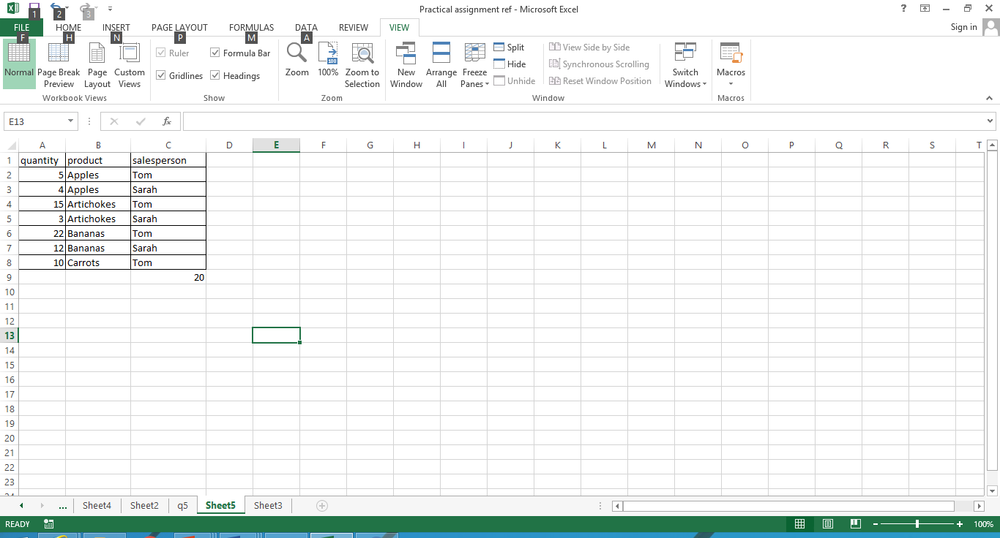 Practical assignment ref - Microsoft Excel
1 2 3 ?
FILE HOME INSERT PAGE LAYOUT FORMULAS DATA REVIEW VIEW Sign in
F H N P M A
Normal Page Break Preview Page Layout Custom Views
Workbook Views
Ruler Formula Bar
Gridlines Headings
Show
Zoom 100% Zoom to Selection
100
Zoom
New Window Arrange All Freeze Panes
Split
Hide
Unhide
View Side by Side
Synchronous Scrolling
Reset Window Position
Switch Windows
Window
Macros
Macros
E13 fx
A B C D E F G H I J K L M N O P Q R S T
1 quantity product salesperson
2 5 Apples Tom
3 4 Apples Sarah
4 15 Artichokes Tom
5 3 Artichokes Sarah
6 22 Bananas Tom
7 12 Bananas Sarah
8 10 Carrots Tom
9 20
10
11
12
13
14
15
16
17
18
19
20
21
22
23
24
... Sheet4 Sheet2 q5 Sheet5 Sheet3
READY 100%